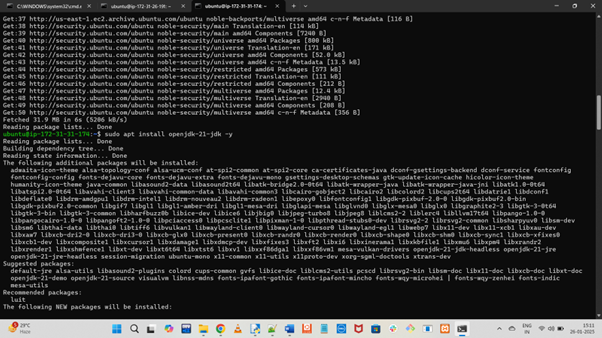 C:\WINDOWS\system32\cmd.e
ubuntu@ip-172-31-26-139: ~
ubuntu@ip-172-31-31-174: ~
Get:37 http://us-east-1.ec2.archive.ubuntu.com/ubuntu noble-backports/multiverse amd64 c-n-f Metadata [116 B]
Get:38 http://security.ubuntu.com/ubuntu noble-security/main Translation-en [114 kB]
Get:39 http://security.ubuntu.com/ubuntu noble-security/main amd64 Components [7240 B]
Get:40 http://security.ubuntu.com/ubuntu noble-security/universe amd64 Packages [800 kB]
Get:41 http://security.ubuntu.com/ubuntu noble-security/universe Translation-en [171 kB]
Get:42 http://security.ubuntu.com/ubuntu noble-security/universe amd64 Components [52.0 kB]
Get:43 http://security.ubuntu.com/ubuntu noble-security/universe amd64 c-n-f Metadata [13.5 kB]
Get:44 http://security.ubuntu.com/ubuntu noble-security/restricted amd64 Packages [573 kB]
Get:45 http://security.ubuntu.com/ubuntu noble-security/restricted Translation-en [111 kB]
Get:46 http://security.ubuntu.com/ubuntu noble-security/restricted amd64 Components [212 B]
Get:47 http://security.ubuntu.com/ubuntu noble-security/multiverse amd64 Packages [12.4 kB]
Get:48 http://security.ubuntu.com/ubuntu noble-security/multiverse Translation-en [2940 B]
Get:49 http://security.ubuntu.com/ubuntu noble-security/multiverse amd64 Components [208 B]
Get:50 http://security.ubuntu.com/ubuntu noble-security/multiverse amd64 c-n-f Metadata [356 B]
Fetched 31.9 MB in 6s (5206 kB/s)
Reading package lists... Done
ubuntu@ip-172-31-31-174:~$ sudo apt install openjdk-21-jdk -y
Reading package lists... Done
Building dependency tree... Done
Reading state information... Done
The following additional packages will be installed:
adwaita-icon-theme alsa-topology-conf alsa-ucm-conf at-spi2-common at-spi2-core ca-certificates-java dconf-gsettings-backend dconf-service fontconfig
fontconfig-config fonts-dejavu-core fonts-dejavu-extra fonts-dejavu-mono gsettings-desktop-schemas gtk-update-icon-cache hicolor-icon-theme
humanity-icon-theme java-common libasound2-data libasound2t64 libatk-bridge2.0-0t64 libatk-wrapper-java libatk-wrapper-java-jni libatk1.0-0t64
libatspi2.0-0t64 libavahi-client3 libavahi-common-data libavahi-common3 libcairo-gobject2 libcairo2 libcolord2 libcups2t64 libdatrie1 libdconf1
libdeflate0 libdrm-amdgpu1 libdrm-intel1 libdrm-nouveau2 libdrm-radeon1 libepoxy0 libfontconfig1 libgdk-pixbuf-2.0-0 libgdk-pixbuf2.0-bin
libgdk-pixbuf2.0-common libgif7 libgl1 libgl1-mesa-dri libglapi-mesa libglvnd0 libglx-mesa0 libglx0 libgraphite2-3 libgtk-3-0t64
libgtk-3-bin libgtk-3-common libharfbuzz0b libice-dev libice6 libjbig0 libjpeg-turbo8 libjpeg8 liblcms2-2 liblerc4 libllvm17t64 libpango-1.0-0
libpangocairo-1.0-0 libpangoft2-1.0-0 libpciaccess0 libpcsclite1 libpixman-1-0 libpthread-stubs0-dev librsvg2-2 librsvg2-common libsharpyuv0 libsm-dev
libsm6 libthai-data libthai0 libtiff6 libvulkan1 libwayland-client0 libwayland-cursor0 libwayland-egl1 libwebp7 libx11-dev libx11-xcb1 libxau-dev
libxaw7 libxcb-dri2-0 libxcb-dri3-0 libxcb-glx0 libxcb-present0 libxcb-randr0 libxcb-render0 libxcb-shape0 libxcb-shm0 libxcb-sync1 libxcb-xfixes0
libxcb1-dev libxcomposite1 libxcursor1 libxdamage1 libxdmcp-dev libxfixes3 libxft2 libxi6 libxinerama1 libxkbfile1 libxmu6 libxpm4 libxrandr2
libxrender1 libxshmfence1 libxt-dev libxt6t64 libxtst6 libxv1 libxxf86dga1 libxxf86vm1 mesa-vulkan-drivers openjdk-21-jdk-headless openjdk-21-jre
openjdk-21-jre-headless session-migration ubuntu-mono x11-common x11-utils x11proto-dev xorg-sgml-doctools xtrans-dev
Suggested packages:
default-jre alsa-utils libasound2-plugins colord cups-common gvfs libice-doc liblcms2-utils pcscd librsvg2-bin libsm-doc libx11-doc libxcb-doc libxt-doc
openjdk-21-demo openjdk-21-source visualvm libnss-mdns fonts-ipafont-gothic fonts-ipafont-mincho fonts-wqy-microhei | fonts-wqy-zenhei fonts-indic
mesa-utils
Recommended packages:
luit
The following NEW packages will be installed:
29°C
Haze
ENG
IN
15:11
26-01-2025